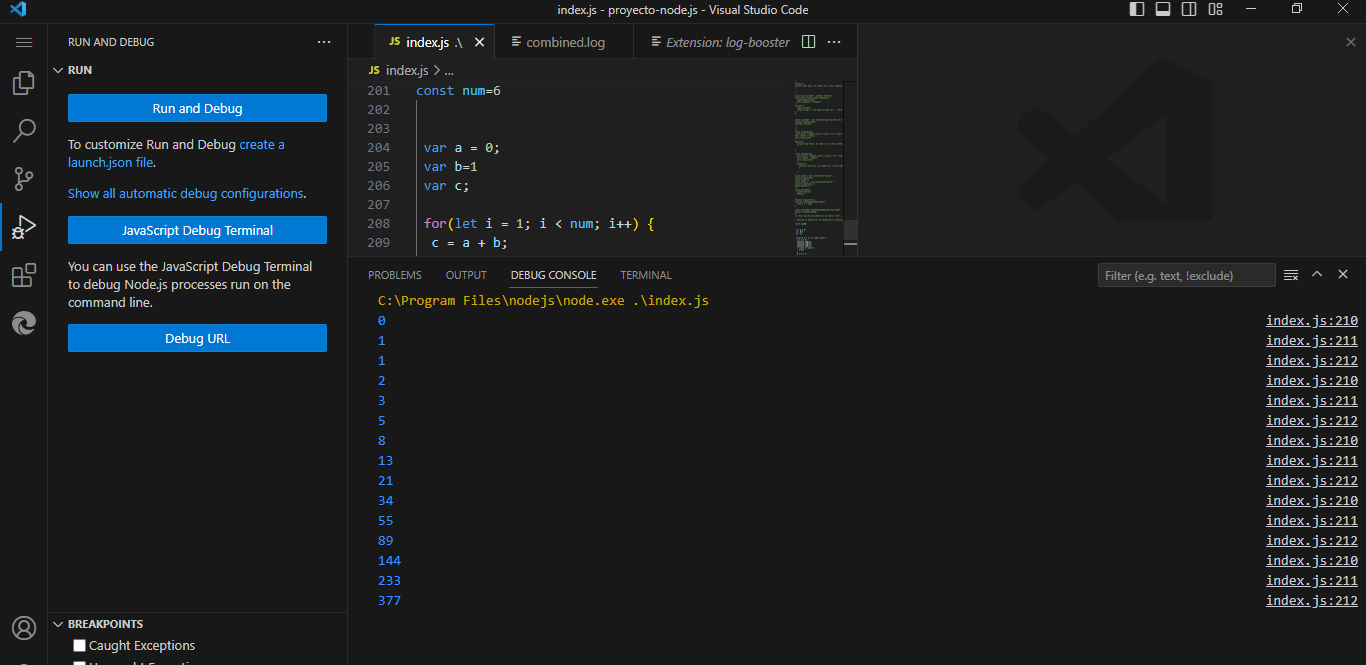 index.js - proyecto-node.js - Visual Studio Code
RUN AND DEBUG
RUN
Run and Debug
To customize Run and Debug create a
launch.json file.
Show all automatic debug configurations.
JavaScript Debug Terminal
You can use the JavaScript Debug Terminal
to debug Node.js processes run on the
command line.
Debug URL
BREAKPOINTS
Caught Exceptions
JS index.js .\
combined.log
Extension: log-booster
JS index.js > ...
201 const num=6
202
203
204 var a = 0;
205 var b=1
206 var c;
207
208 for(let i = 1; i < num; i++) {
209 c = a + b;
PROBLEMS OUTPUT DEBUG CONSOLE TERMINAL
Filter (e.g. text, !exclude)
C:\Program Files\nodejs\node.exe .\index.js
0 index.js:210
1 index.js:211
1 index.js:212
2 index.js:210
3 index.js:211
5 index.js:212
8 index.js:210
13 index.js:211
21 index.js:212
34 index.js:210
55 index.js:211
89 index.js:212
144 index.js:210
233 index.js:211
377 index.js:212